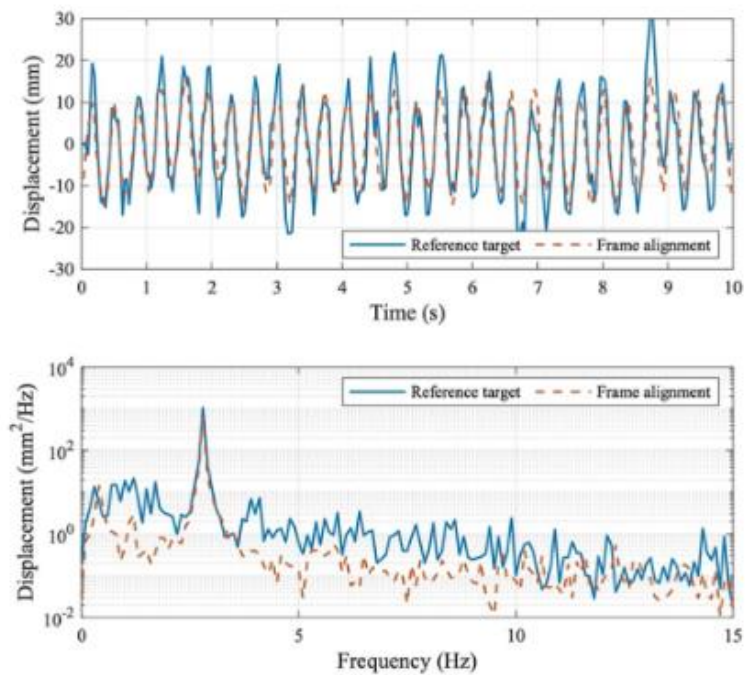 30
20
10
0
-10
-20
-30
Displacement (mm)
Reference target
Frame alignment
0 1 2 3 4 5 6 7 8 9 10
Time (s)
10^4
10^2
10^0
10^-2
Displacement (mm^2/Hz)
Reference target
Frame alignment
0 5 10 15
Frequency (Hz)